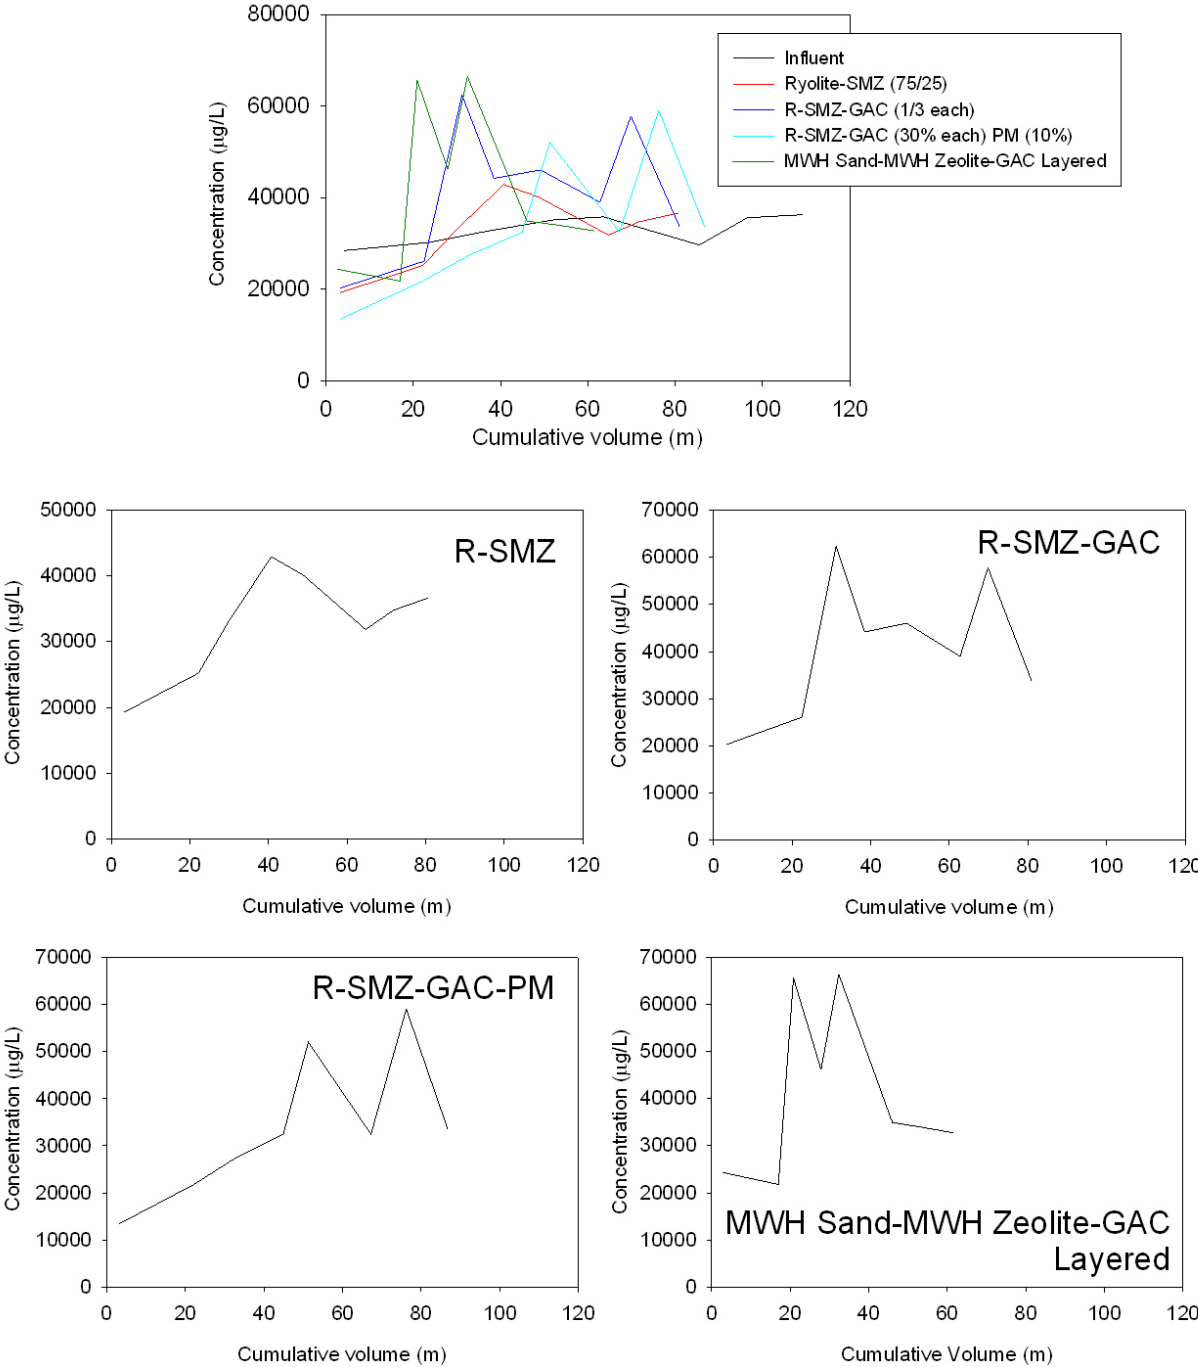 80000
60000
40000
20000
0
Concentration (µg/L)
0 20 40 60 80 100 120
Cumulative volume (m)
Influent
Ryolite-SMZ (75/25)
R-SMZ-GAC (1/3 each)
R-SMZ-GAC (30% each) PM (10%)
MWH Sand-MWH Zeolite-GAC Layered
50000
40000
30000
20000
10000
0
Concentration (µg/L)
R-SMZ
0 20 40 60 80 100 120
Cumulative volume (m)
70000
60000
50000
40000
30000
20000
10000
0
Concentration (µg/L)
R-SMZ-GAC
0 20 40 60 80 100 120
Cumulative volume (m)
70000
60000
50000
40000
30000
20000
10000
0
Concentration (µg/L)
R-SMZ-GAC-PM
0 20 40 60 80 100 120
Cumulative volume (m)
70000
60000
50000
40000
30000
20000
10000
0
Concentration (µg/L)
MWH Sand-MWH Zeolite-GAC
Layered
0 20 40 60 80 100 120
Cumulative Volume (m)